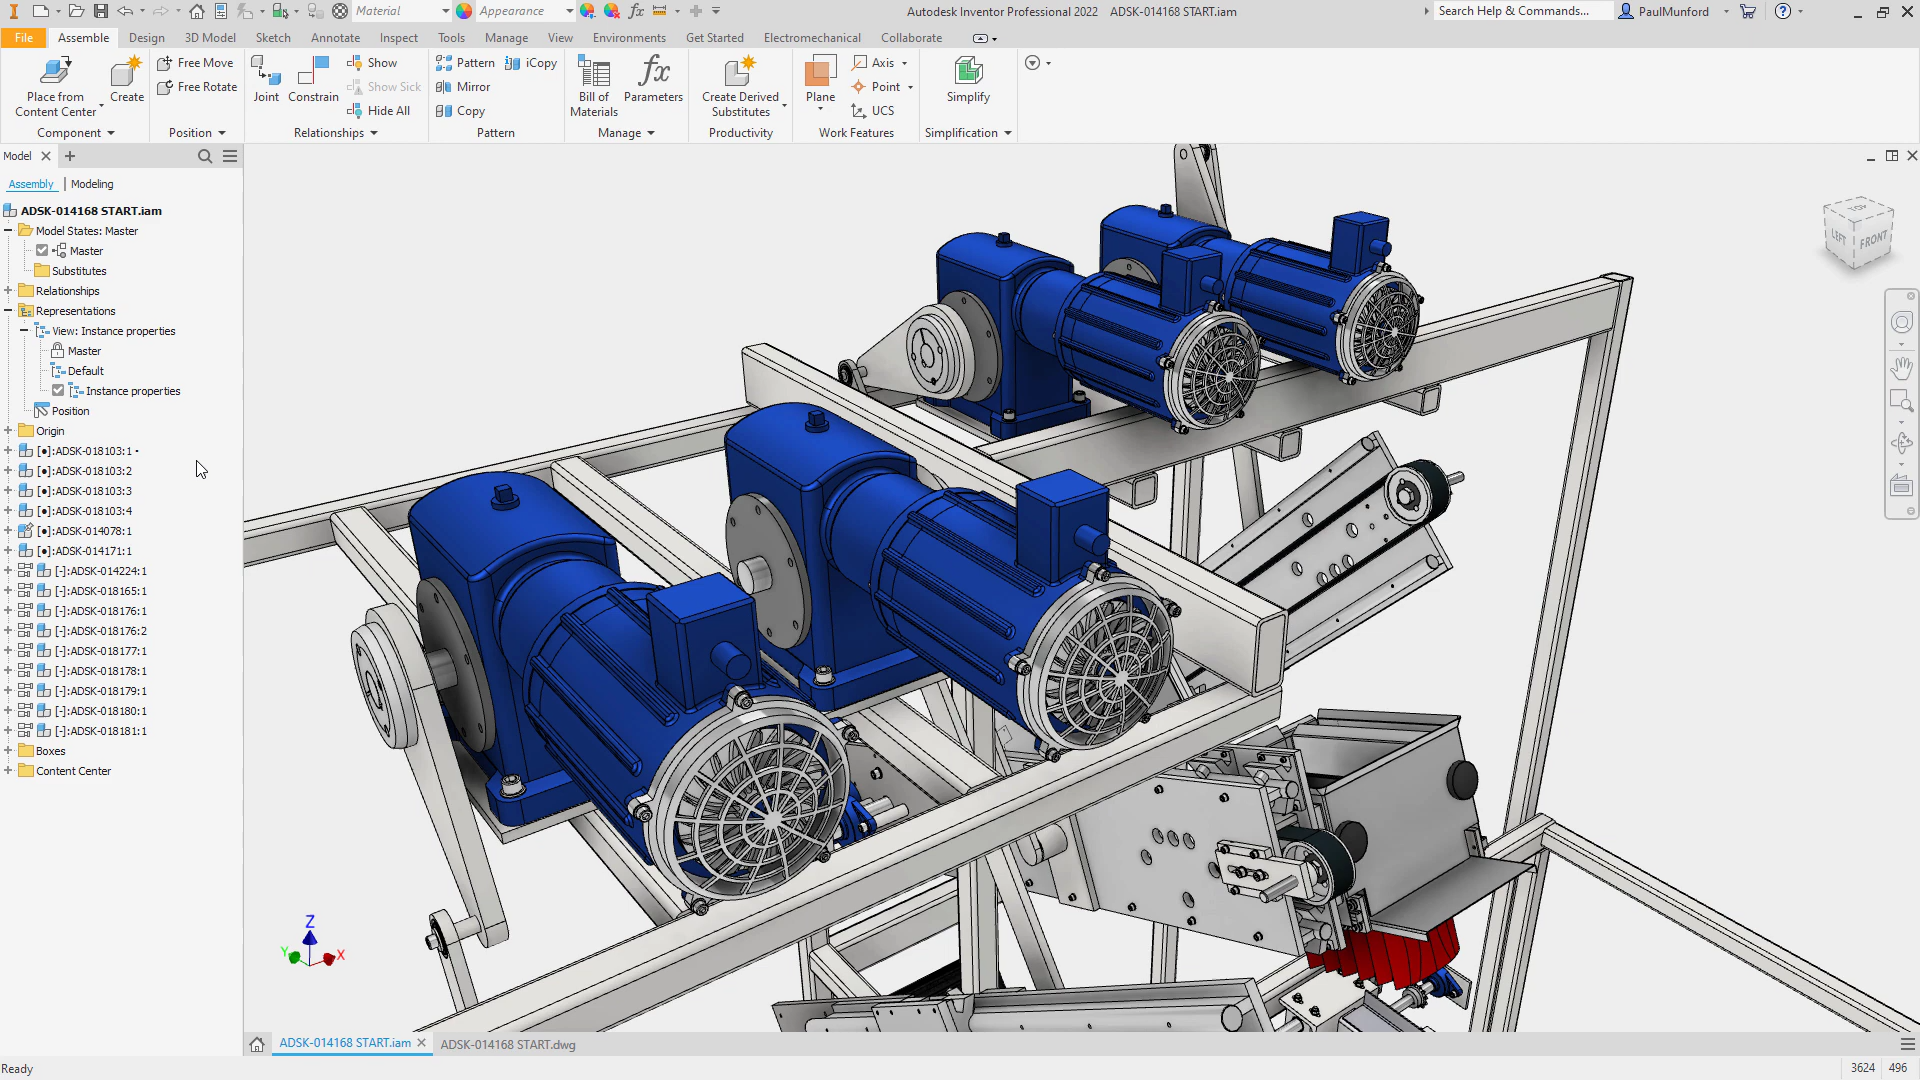 Material
Appearance
fx
Autodesk Inventor Professional 2022 ADSK-014168 START.iam
Search Help & Commands...
PaulMunford
File
Assemble
Design
3D Model
Sketch
Annotate
Inspect
Tools
Manage
View
Environments
Get Started
Electromechanical
Collaborate
Place from
Content Center
Create
Component
Free Move
Free Rotate
Position
Joint
Constrain
Show
Show Sick
Hide All
Relationships
Pattern
iCopy
Mirror
Copy
Pattern
Bill of
Materials
fx
Parameters
Manage
Create Derived
Substitutes
Productivity
Plane
Axis
Point
UCS
Work Features
Simplify
Simplification
Model
Assembly | Modeling
ADSK-014168 START.iam
Model States: Master
Master
Substitutes
Relationships
Representations
View: Instance properties
Master
Default
Instance properties
Position
Origin
[●]:ADSK-018103:1
[●]:ADSK-018103:2
[●]:ADSK-018103:3
[●]:ADSK-018103:4
[●]:ADSK-014078:1
[●]:ADSK-014171:1
[-]:ADSK-014224:1
[-]:ADSK-018165:1
[-]:ADSK-018176:1
[-]:ADSK-018176:2
[-]:ADSK-018177:1
[-]:ADSK-018178:1
[-]:ADSK-018179:1
[-]:ADSK-018180:1
[-]:ADSK-018181:1
Boxes
Content Center
TOP
LEFT
FRONT
Z
Y
X
ADSK-014168 START.iam
ADSK-014168 START.dwg
Ready
3624
496